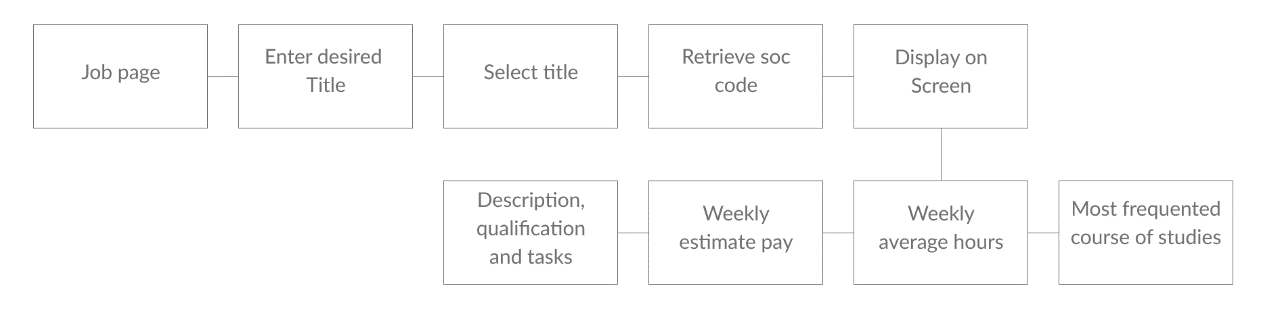 Job page
Enter desired
Title
Select title
Retrieve soc
code
Display on
Screen
Description,
qualification
and tasks
Weekly
estimate pay
Weekly
average hours
Most frequented
course of studies